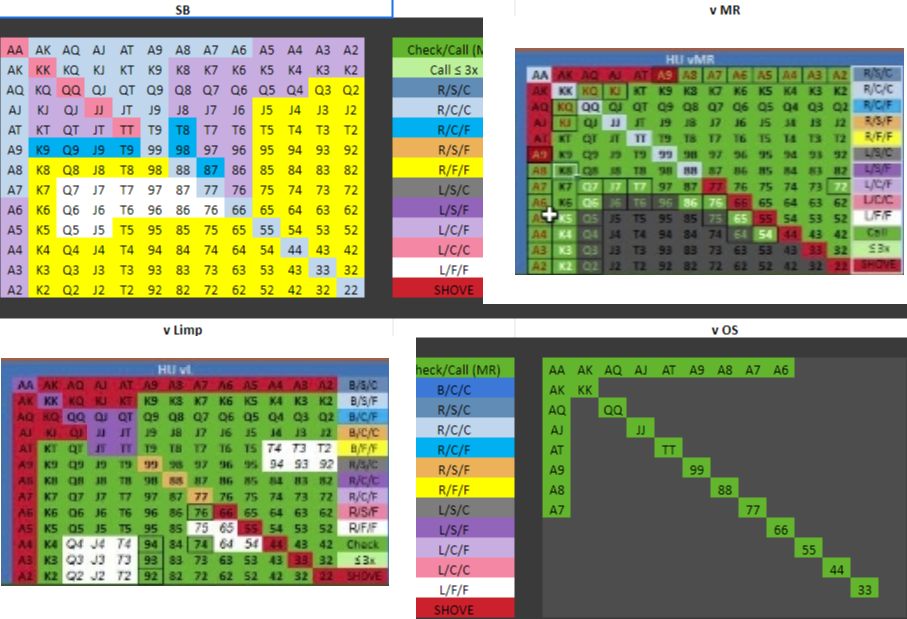 SB
AA AK AQ AJ AT A9 A8 A7 A6 A5 A4 A3 A2 Check/Call (M
AK KK KQ KJ KT K9 K8 K7 K6 K5 K4 K3 K2 Call ≤ 3x
AQ KQ QQ QJ QT Q9 Q8 Q7 Q6 Q5 Q4 Q3 Q2 R/S/C
AJ KJ QJ JJ JT J9 J8 J7 J6 J5 J4 J3 J2 R/C/C
AT KT QT JT TT T9 T8 T7 T6 T5 T4 T3 T2 R/C/F
A9 K9 Q9 J9 T9 99 98 97 96 95 94 93 92 R/S/F
A8 K8 Q8 J8 T8 98 88 87 86 85 84 83 82 R/F/F
A7 K7 Q7 J7 T7 97 87 77 76 75 74 73 72 L/S/C
A6 K6 Q6 J6 T6 96 86 76 66 65 64 63 62 L/S/F
A5 K5 Q5 J5 T5 95 85 75 65 55 54 53 52 L/C/F
A4 K4 Q4 J4 T4 94 84 74 64 54 44 43 42 L/C/C
A3 K3 Q3 J3 T3 93 83 73 63 53 43 33 32 L/F/F
A2 K2 Q2 J2 T2 92 82 72 62 52 42 32 22 SHOVE
v MR
HU vMR
AA AK AQ AJ AT A9 A8 A7 A6 A5 A4 A3 A2 R/S/C
AK KK KQ KJ KT K9 K8 K7 K6 K5 K4 K3 K2 R/C/C
AQ KQ QQ QJ QT Q9 Q8 Q7 Q6 Q5 Q4 Q3 Q2 R/C/F
AJ KJ QJ JJ JT J9 J8 J7 J6 J5 J4 J3 J2 R/S/F
AT KT QT JT TT T9 T8 T7 T6 T5 T4 T3 T2 R/F/F
A9 K9 Q9 J9 T9 99 98 97 96 95 94 93 92 L/S/C
A8 K8 Q8 J8 T8 98 88 87 86 85 84 83 82 L/S/F
A7 K7 Q7 J7 T7 97 87 77 76 75 74 73 72 L/C/F
A6 K6 Q6 J6 T6 96 86 76 66 65 64 63 62 L/C/C
K5 Q5 J5 T5 95 85 75 65 55 54 53 52 L/F/F
A4 K4 Q4 J4 T4 94 84 74 64 54 44 43 42 Call
A3 K3 Q3 J3 T3 93 83 73 63 53 43 33 32 ≤3x
A2 K2 Q2 J2 T2 92 82 72 62 52 42 32 22 SHOVE
v Limp
HU vL
AA AK AQ AJ AT A9 A8 A7 A6 A5 A4 A3 A2 B/S/C
AK KK KQ KJ KT K9 K8 K7 K6 K5 K4 K3 K2 B/S/F
AQ KQ QQ QJ QT Q9 Q8 Q7 Q6 Q5 Q4 Q3 Q2 B/C/F
AJ KJ QJ JJ JT J9 J8 J7 J6 J5 J4 J3 J2 B/C/C
AT KT QT JT TT T9 T8 T7 T6 T5 T4 T3 T2 B/F/F
A9 K9 Q9 J9 T9 99 98 97 96 95 94 93 92 R/S/C
A8 K8 Q8 J8 T8 98 88 87 86 85 84 83 82 R/C/C
A7 K7 Q7 J7 T7 97 87 77 76 75 74 73 72 R/C/F
A6 K6 Q6 J6 T6 96 86 76 66 65 64 63 62 R/S/F
A5 K5 Q5 J5 T5 95 85 75 65 55 54 53 52 R/F/F
A4 K4 Q4 J4 T4 94 84 74 64 54 44 43 42 Check
A3 K3 Q3 J3 T3 93 83 73 63 53 43 33 32 ≤3x
A2 K2 Q2 J2 T2 92 82 72 62 52 42 32 22 SHOVE
v OS
heck/Call (MR) AA AK AQ AJ AT A9 A8 A7 A6
B/C/C AK KK
R/S/C AQ QQ
R/C/C AJ JJ
R/C/F AT TT
R/S/F A9 99
R/F/F A8 88
L/S/C A7 77
L/S/F 66
L/C/F 55
L/C/C 44
L/F/F 33
SHOVE